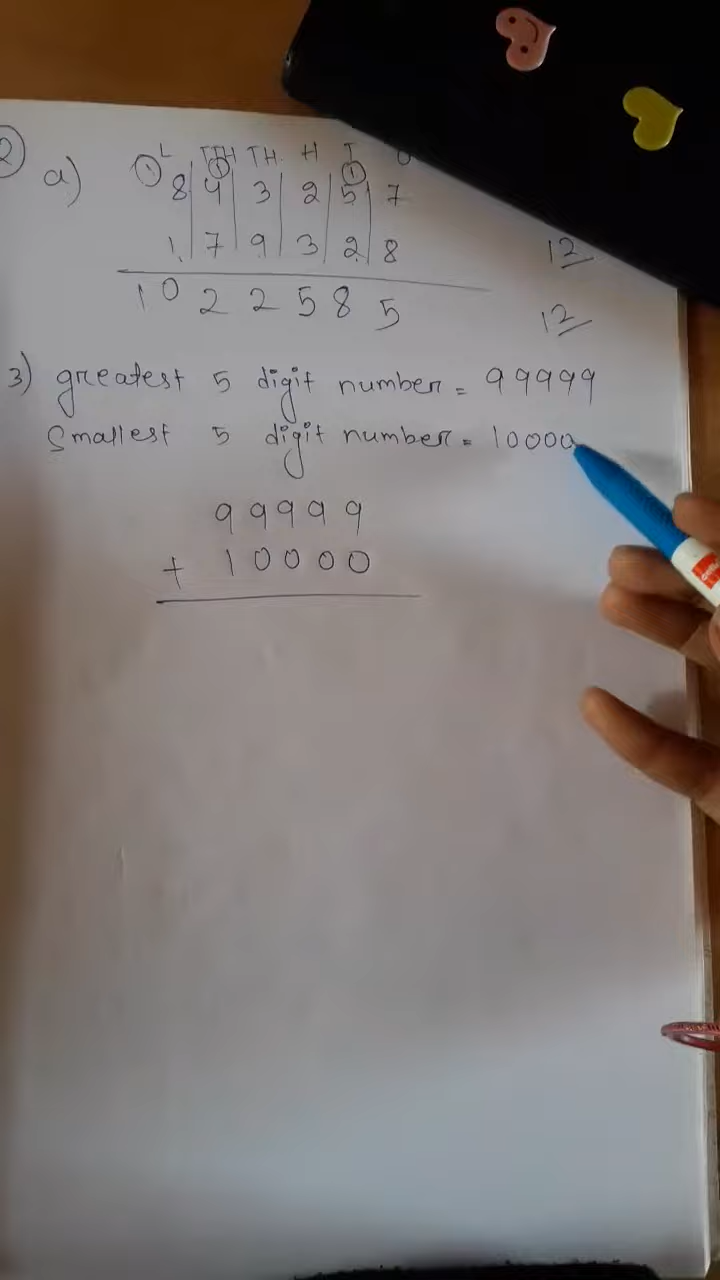 2
a) L TTH TH. H T O
1 1 1
8 4 3 2 5 7
1 7 9 3 2 8
12
1 0 2 2 5 8 5
12
3) greatest 5 digit number = 99999
Smallest 5 digit number = 10000
99999
+ 10000